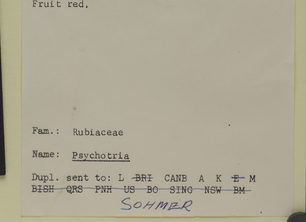 Fruit red.
Fam.: Rubiaceae
Name: Psychotria
Dupl. sent to: L BRI CANB A K E M
BISH QRS PNH US BO SING NSW BM
SOHMER